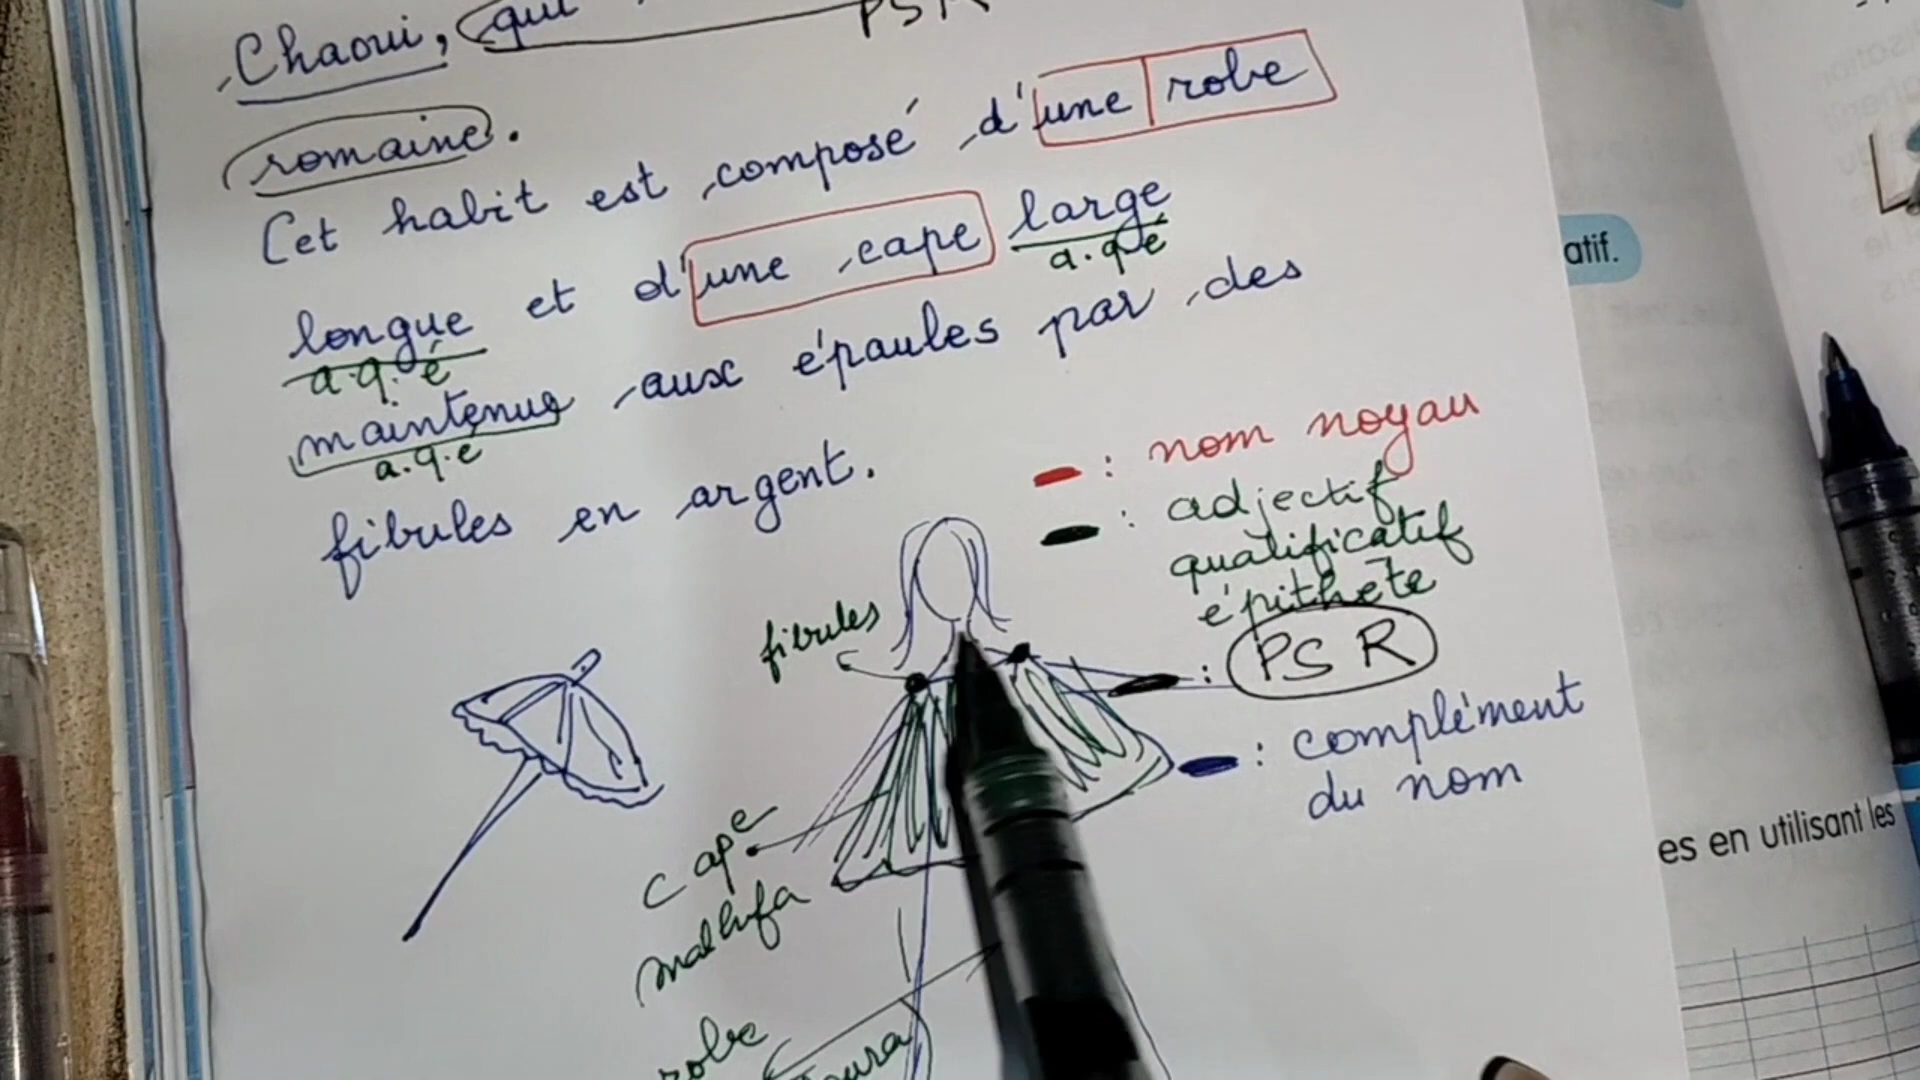 Chaoui, qui
PSR
romaine.
Cet habit est composé d'une robe
longue et d'une cape large
a.q.é
a.q.é
maintenue aux épaules par des
a.q.é
fibules en argent.
: nom noyau
: adjectif
qualificatif
épithète
fibules
: PSR
: complément
du nom
cape
malhfa
robe
atif.
es en utilisant les